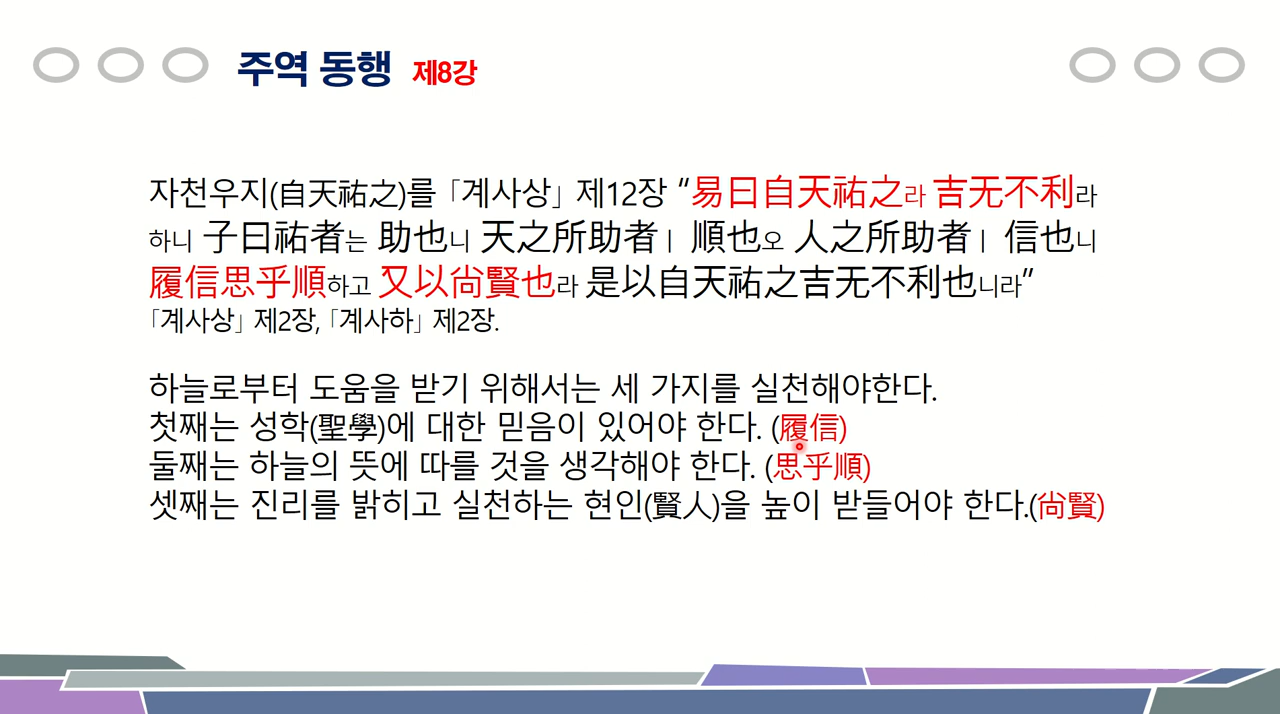 주역 동행 제8강
자천우지(自天祐之)를 「계사상」 제12장 “易曰自天祐之라 吉无不利라
하니 子曰祐者는 助也니 天之所助者ㅣ 順也오 人之所助者ㅣ 信也니
履信思乎順하고 又以尙賢也라 是以自天祐之吉无不利也니라”
「계사상」 제2장, 「계사하」 제2장.
하늘로부터 도움을 받기 위해서는 세 가지를 실천해야한다.
첫째는 성학(聖學)에 대한 믿음이 있어야 한다. (履信)
둘째는 하늘의 뜻에 따를 것을 생각해야 한다. (思乎順)
셋째는 진리를 밝히고 실천하는 현인(賢人)을 높이 받들어야 한다.(尙賢)